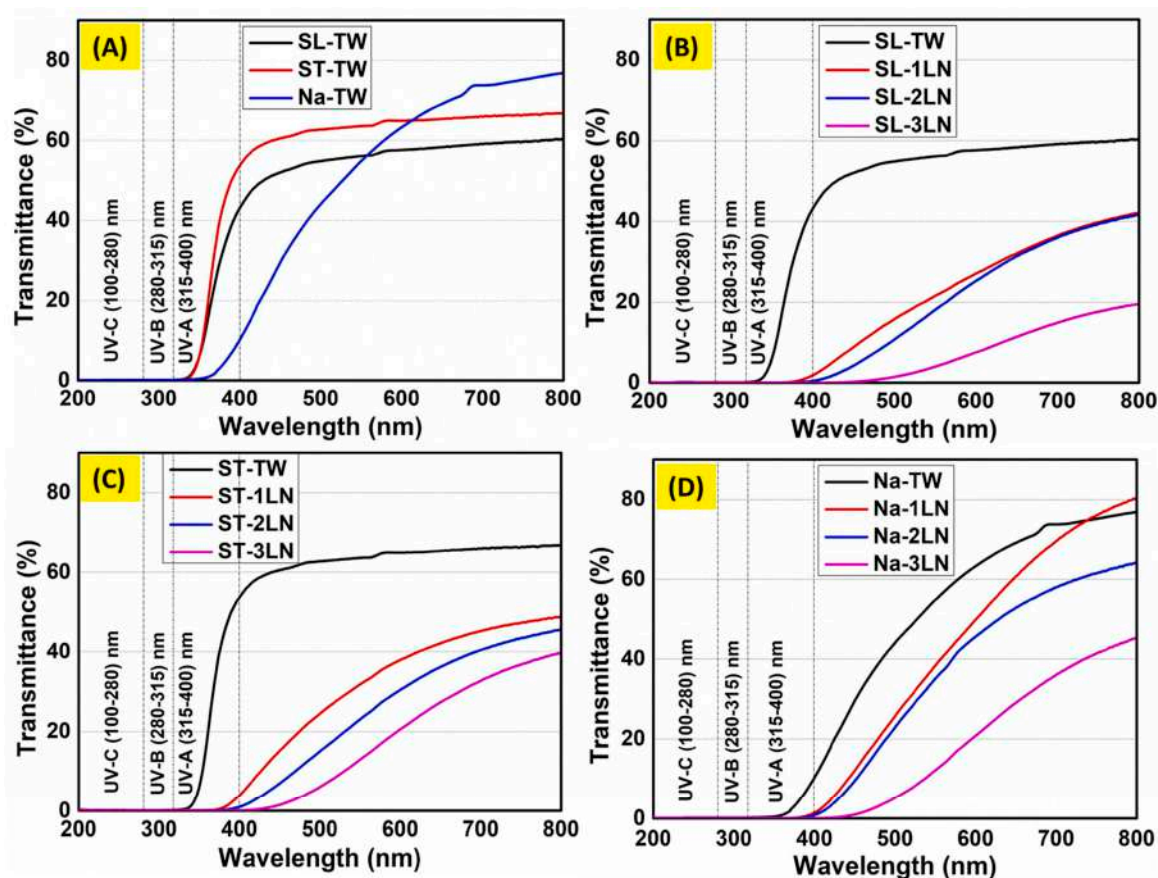 (A)
SL-TW
ST-TW
Na-TW
Transmittance (%)
80
60
40
20
0
UV-C (100-280) nm
UV-B (280-315) nm
UV-A (315-400) nm
200 300 400 500 600 700 800
Wavelength (nm)
(B)
SL-TW
SL-1LN
SL-2LN
SL-3LN
Transmittance (%)
80
60
40
20
0
UV-C (100-280) nm
UV-B (280-315) nm
UV-A (315-400) nm
200 300 400 500 600 700 800
Wavelength (nm)
(C)
ST-TW
ST-1LN
ST-2LN
ST-3LN
Transmittance (%)
80
60
40
20
0
UV-C (100-280) nm
UV-B (280-315) nm
UV-A (315-400) nm
200 300 400 500 600 700 800
Wavelength (nm)
(D)
Na-TW
Na-1LN
Na-2LN
Na-3LN
Transmittance (%)
80
60
40
20
0
UV-C (100-280) nm
UV-B (280-315) nm
UV-A (315-400) nm
200 300 400 500 600 700 800
Wavelength (nm)